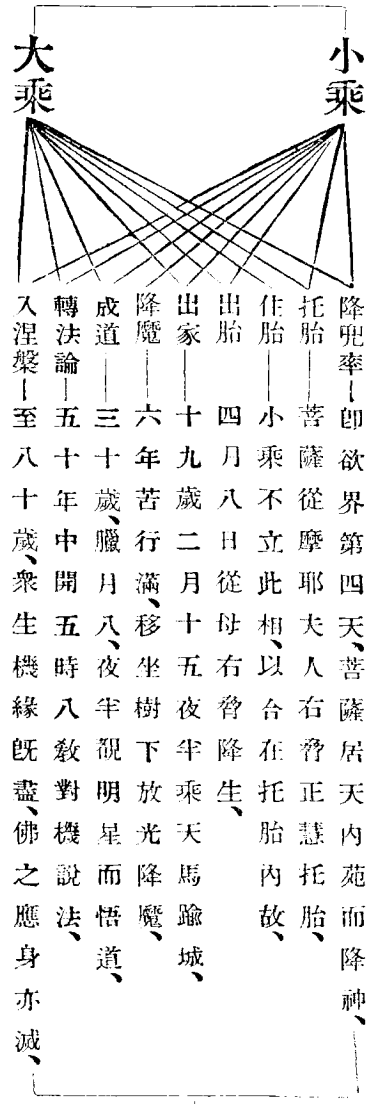 小乘
大乘
降兜率 卽欲界第四天、菩薩居天內苑而降神、
托胎 菩薩從摩耶夫人右脅正慧托胎、
住胎 小乘不立此相、以合在托胎內故、
出胎 四月八日從母右脅降生、
出家 十九歲二月十五夜半乘天馬踰城、
降魔 六年苦行滿、移坐樹下放光降魔、
成道 三十歲、臘月八、夜半覩明星而悟道、
轉法論 五十年中開五時八敎對機說法、
入涅槃 至八十歲、衆生機緣旣盡、佛之應身亦滅、